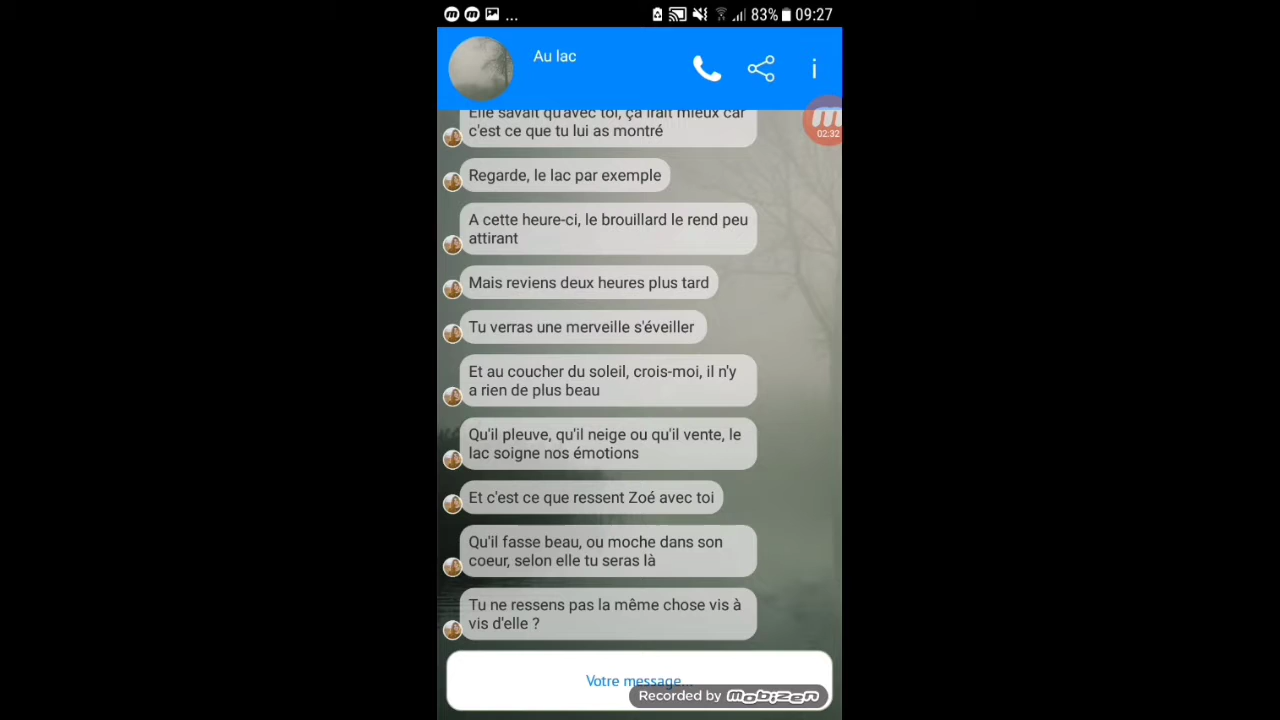 ... 83% 09:27
Au lac
02:32
Elle savait qu'avec toi, ça irait mieux car
c'est ce que tu lui as montré
Regarde, le lac par exemple
A cette heure-ci, le brouillard le rend peu
attirant
Mais reviens deux heures plus tard
Tu verras une merveille s'éveiller
Et au coucher du soleil, crois-moi, il n'y
a rien de plus beau
Qu'il pleuve, qu'il neige ou qu'il vente, le
lac soigne nos émotions
Et c'est ce que ressent Zoé avec toi
Qu'il fasse beau, ou moche dans son
coeur, selon elle tu seras là
Tu ne ressens pas la même chose vis à
vis d'elle ?
Votre message...
Recorded by mobizen